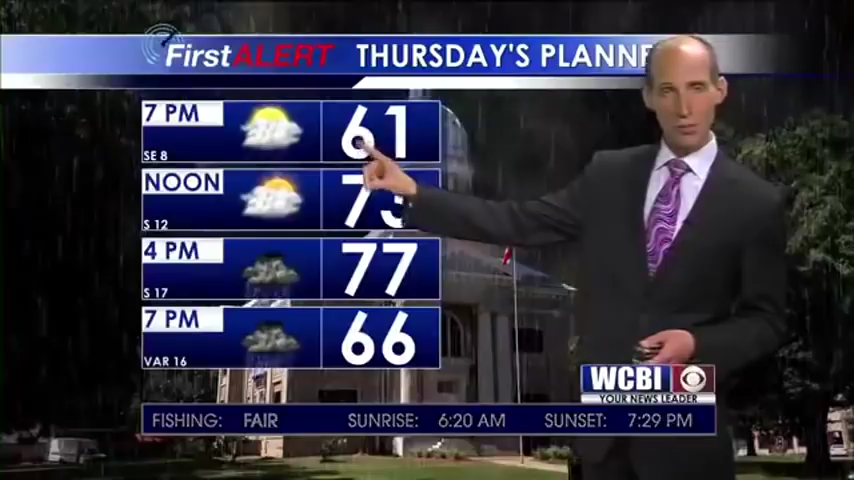 FirstALERT THURSDAY'S PLANNE
7 PM 61
SE 8
NOON 73
S 12
4 PM 77
S 17
7 PM 66
VAR 16
WCBI
YOUR NEWS LEADER
FISHING: FAIR SUNRISE: 6:20 AM SUNSET: 7:29 PM